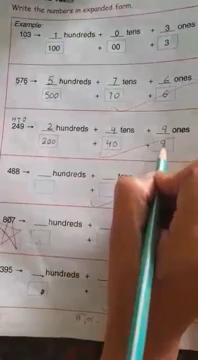 Write the numbers in expanded form.
Example:
103 → 1 hundreds + 0 tens + 3 ones
100 + 00 + 3
576 → 5 hundreds + 7 tens + 6 ones
500 + 70 + 6
H T O
249 → 2 hundreds + 4 tens + 9 ones
200 + 40 + 9
488 → hundreds +
+
807 → hundreds +
+
395 → hundreds +
+